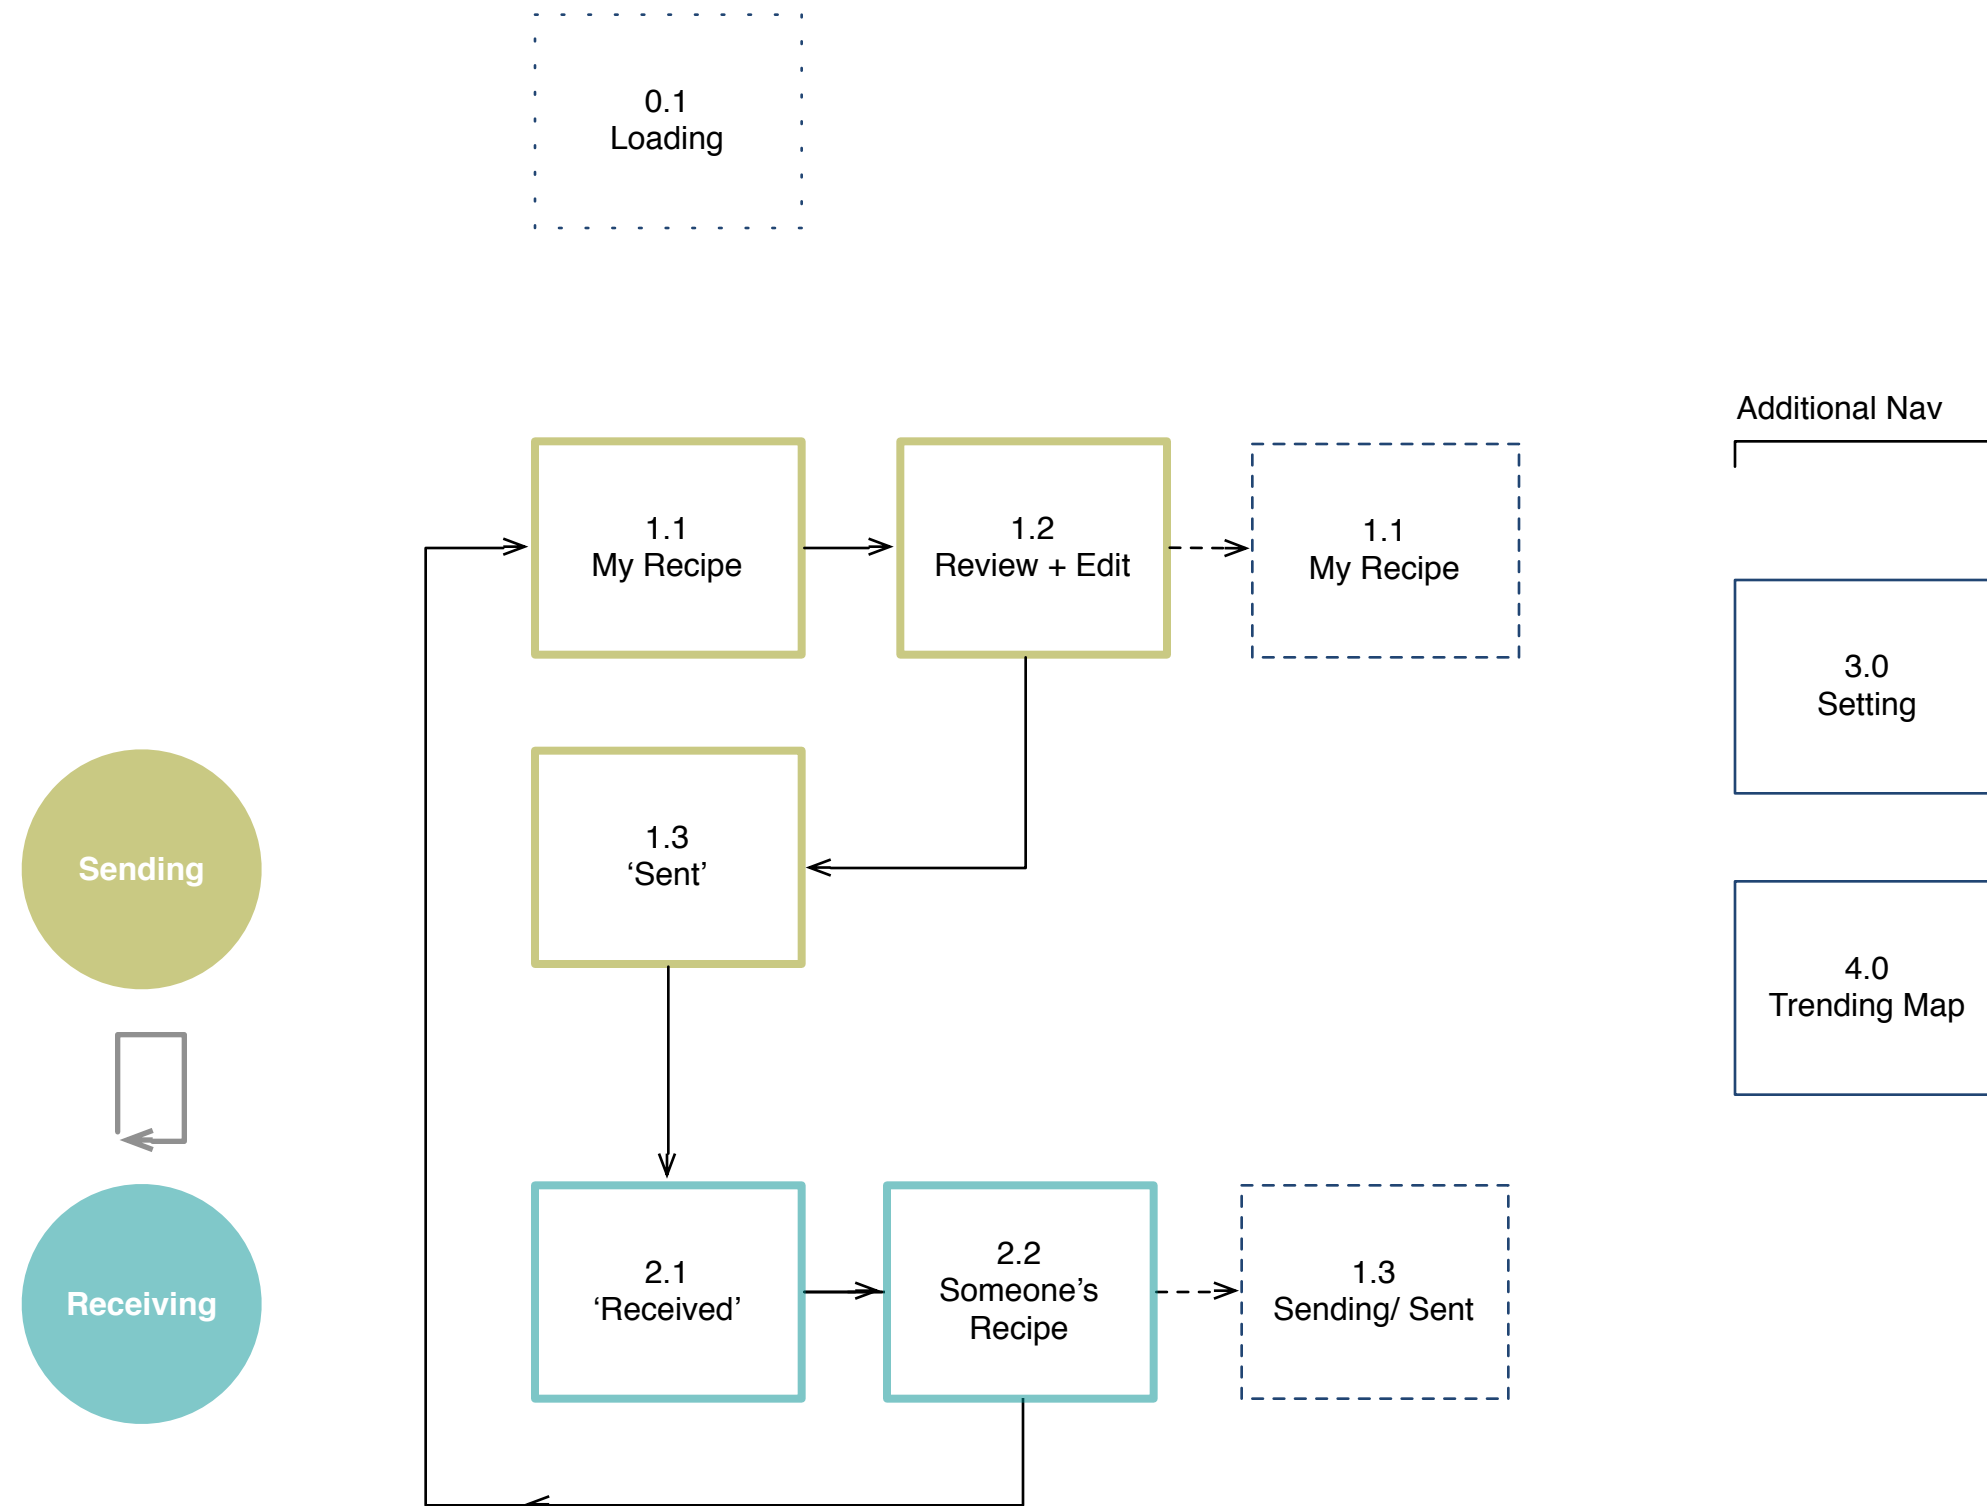 0.1
Loading
Additional Nav
1.1
My Recipe
1.2
Review + Edit
1.1
My Recipe
3.0
Setting
1.3
‘Sent’
Sending
4.0
Trending Map
2.1
‘Received’
2.2
Someone’s
Recipe
1.3
Sending/ Sent
Receiving